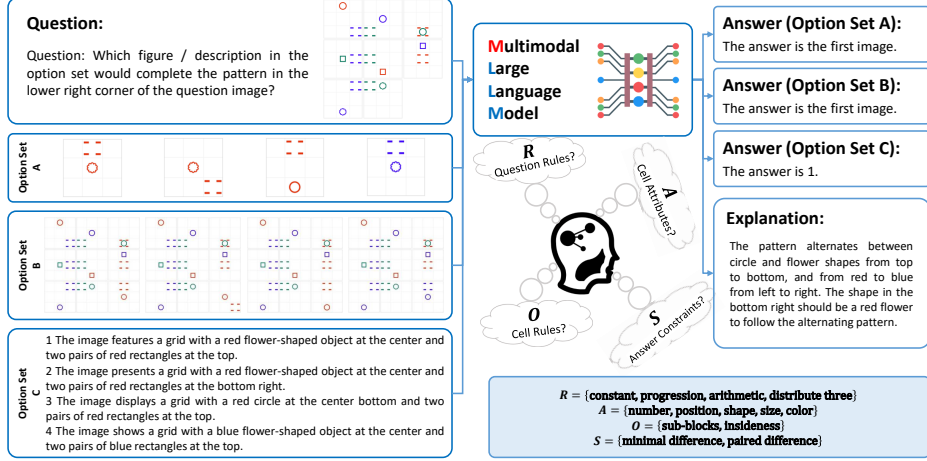 Question:
Question: Which figure / description in the
option set would complete the pattern in the
lower right corner of the question image?
Option Set
A
Option Set
B
Option Set
C
1 The image features a grid with a red flower-shaped object at the center and
two pairs of red rectangles at the top.
2 The image presents a grid with a red flower-shaped object at the center and
two pairs of red rectangles at the bottom right.
3 The image displays a grid with a red circle at the center bottom and two
pairs of red rectangles at the top.
4 The image shows a grid with a blue flower-shaped object at the center and
two pairs of blue rectangles at the top.
Multimodal
Large
Language
Model
R
Question Rules?
A
Cell Attributes?
O
Cell Rules?
S
Answer Constraints?
Answer (Option Set A):
The answer is the first image.
Answer (Option Set B):
The answer is the first image.
Answer (Option Set C):
The answer is 1.
Explanation:
The pattern alternates between
circle and flower shapes from top
to bottom, and from red to blue
from left to right. The shape in the
bottom right should be a red flower
to follow the alternating pattern.
R = {constant, progression, arithmetic, distribute three}
A = {number, position, shape, size, color}
O = {sub-blocks, insideness}
S = {minimal difference, paired difference}